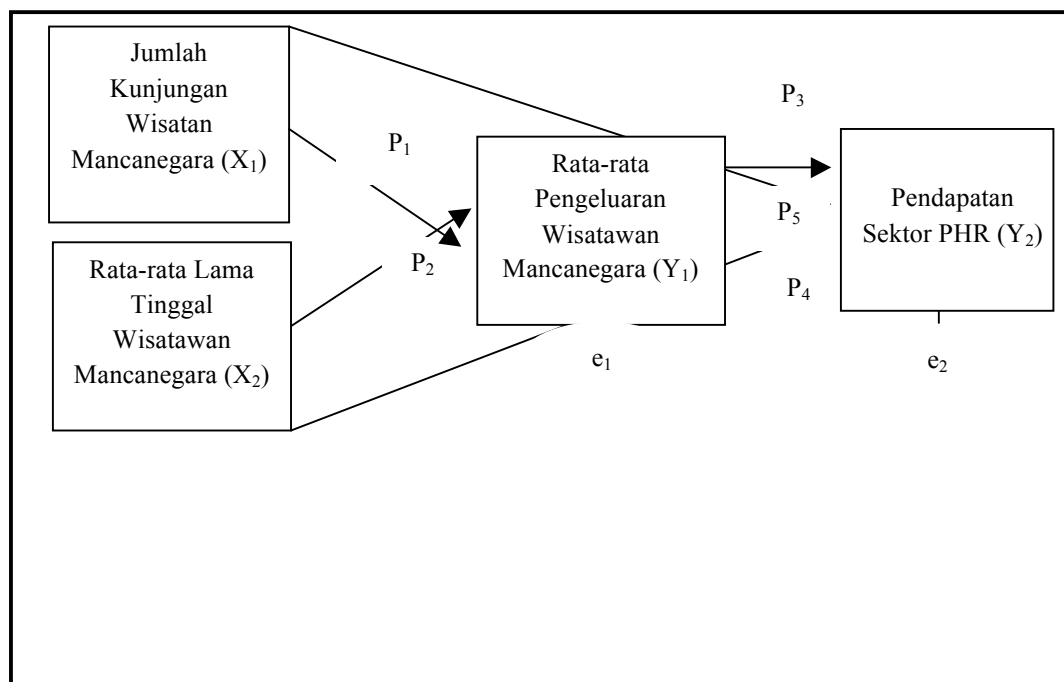 Jumlah
Kunjungan
Wisatan
Mancanegara (X₁)
Rata-rata Lama
Tinggal
Wisatawan
Mancanegara (X₂)
P₁
P₂
Rata-rata
Pengeluaran
Wisatawan
Mancanegara (Y₁)
e₁
P₃
P₅
P₄
Pendapatan
Sektor PHR (Y₂)
e₂